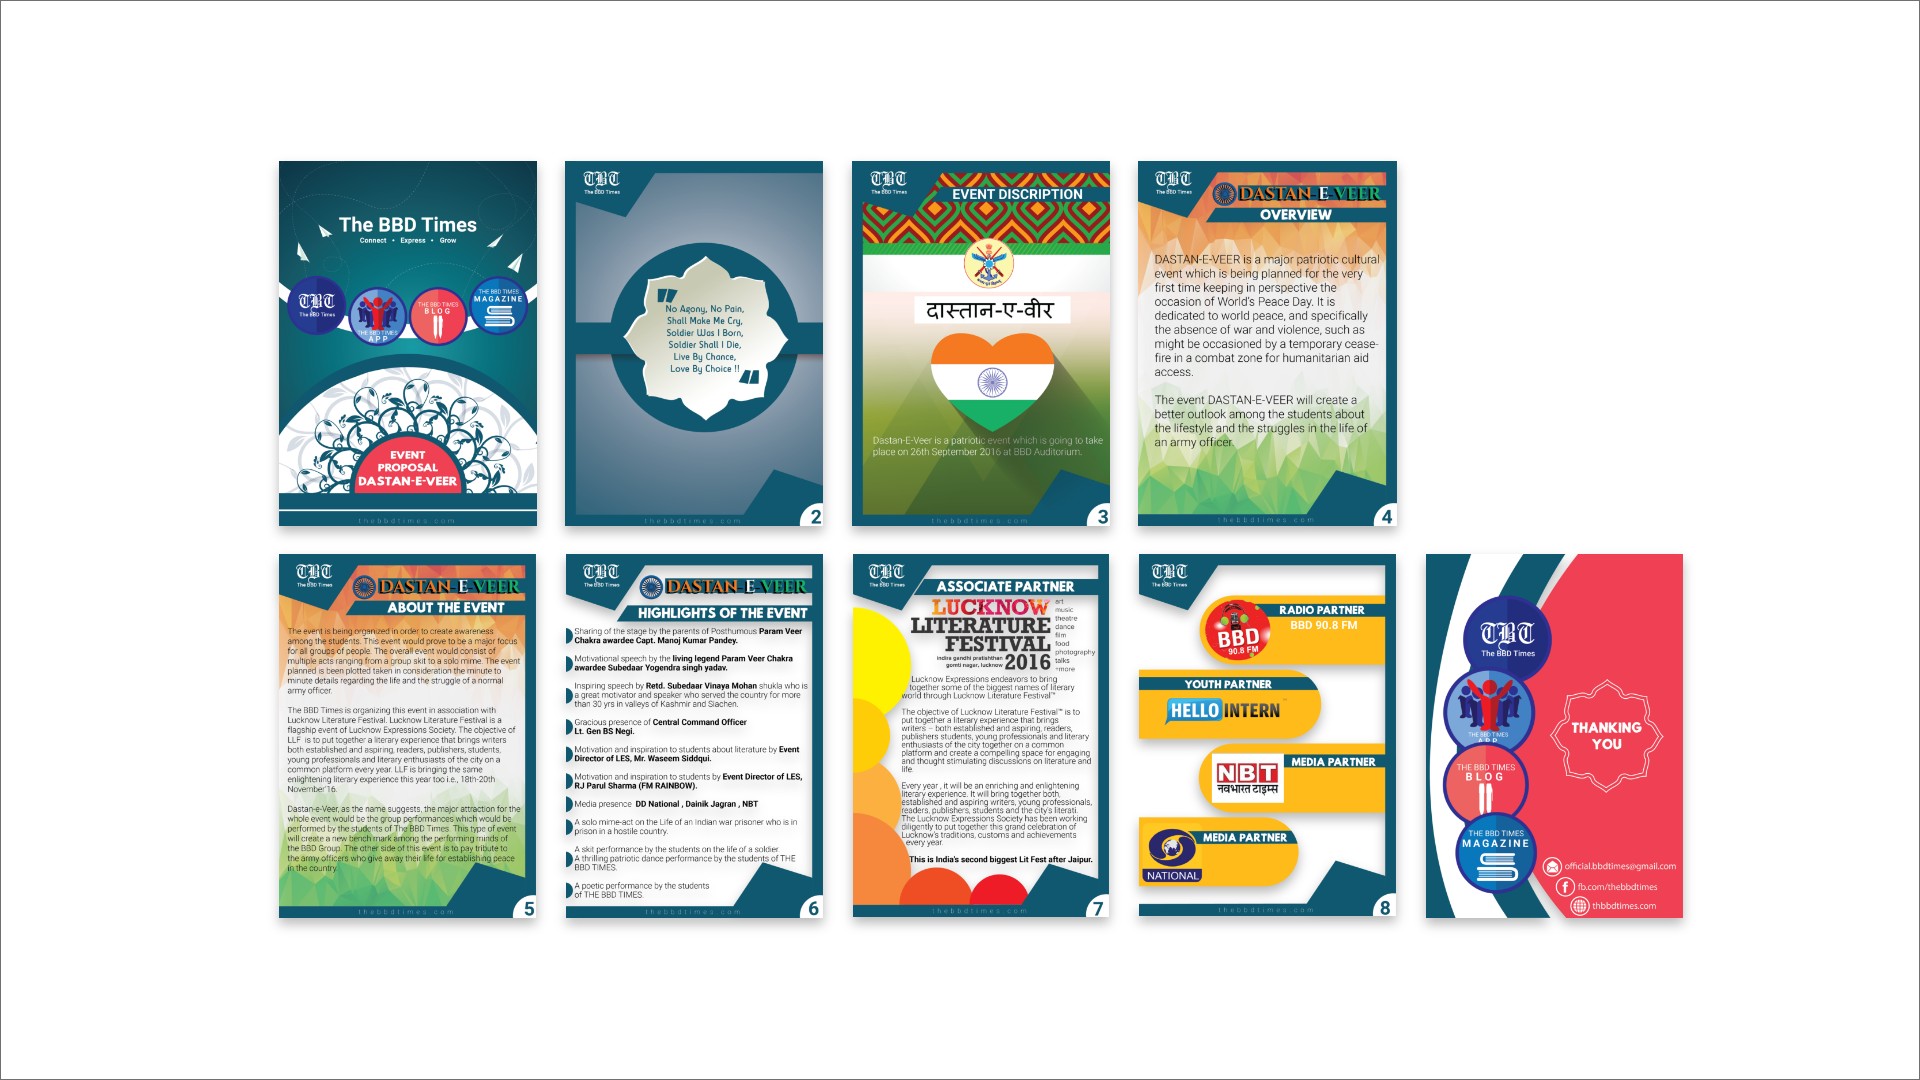 The BBD Times
Connect • Express • Grow
TBT
The BBD Times
THE BBD TIMES
APP
THE BBD TIMES
BLOG
THE BBD TIMES
MAGAZINE
EVENT
PROPOSAL
DASTAN-E-VEER
thebbdtimes.com
TBT
The BBD Times
No Agony, No Pain,
Shall Make Me Cry,
Soldier Was I Born,
Soldier Shall I Die,
Live By Chance,
Love By Choice !!
thebbdtimes.com
2
TBT
The BBD Times
EVENT DISCRIPTION
दास्तान-ए-वीर
Dastan-E-Veer is a patriotic event which is going to take
place on 26th September 2016 at BBD Auditorium.
thebbdtimes.com
3
TBT
The BBD Times
DASTAN-E-VEER
OVERVIEW
DASTAN-E-VEER is a major patriotic cultural
event which is being planned for the very
first time keeping in perspective the
occasion of World's Peace Day. It is
dedicated to world peace, and specifically
the absence of war and violence, such as
might be occasioned by a temporary cease-
fire in a combat zone for humanitarian aid
access.
The event DASTAN-E-VEER will create a
better outlook among the students about
the lifestyle and the struggles in the life of
an army officer.
thebbdtimes.com
4
TBT
The BBD Times
DASTAN-E-VEER
ABOUT THE EVENT
The event is being organized in order to create awareness
among the students. This event would prove to be a major focus
for all groups of people. The overall event would consist of
multiple acts ranging from a group skit to a solo mime. The event
planned is been plotted taken in consideration the minute to
minute details regarding the life and the struggle of a normal
army officer.
The BBD Times is organizing this event in association with
Lucknow Literature Festival. Lucknow Literature Festival is a
flagship event of Lucknow Expressions Society. The objective of
LLF is to put together a literary experience that brings writers
both established and aspiring, readers, publishers, students,
young professionals and literary enthusiasts of the city on a
common platform every year. LLF is bringing the same
enlightening literary experience this year too i.e., 18th-20th
November'16.
Dastan-e-Veer, as the name suggests, the major attraction for the
whole event would be the group performances which would be
performed by the students of The BBD Times. This type of event
will create a new bench mark among the performing minds of
the BBD Group. The other side of this event is to pay tribute to
the army officers who give away their life for establishing peace
in the country.
thebbdtimes.com
5
TBT
The BBD Times
DASTAN-E-VEER
HIGHLIGHTS OF THE EVENT
Sharing of the stage by the parents of Posthumous Param Veer
Chakra awardee Capt. Manoj Kumar Pandey.
Motivational speech by the living legend Param Veer Chakra
awardee Subedaar Yogendra singh yadav.
Inspiring speech by Retd. Subedaar Vinaya Mohan shukla who is
a great motivator and speaker who served the country for more
than 30 yrs in valleys of Kashmir and Siachen.
Gracious presence of Central Command Officer
Lt. Gen BS Negi.
Motivation and inspiration to students about literature by Event
Director of LES, Mr. Waseem Siddqui.
Motivation and inspiration to students by Event Director of LES,
RJ Parul Sharma (FM RAINBOW).
Media presence DD National , Dainik Jagran , NBT
A solo mime-act on the Life of an Indian war prisoner who is in
prison in a hostile country.
A skit performance by the students on the life of a soldier.
A thrilling patriotic dance performance by the students of THE
BBD TIMES.
A poetic performance by the students
of THE BBD TIMES.
thebbdtimes.com
6
TBT
The BBD Times
ASSOCIATE PARTNER
LUCKNOW
LITERATURE
FESTIVAL
indira gandhi pratishthan
gomti nagar, lucknow
2016
art
music
theatre
dance
film
food
photography
talks
+more
Lucknow Expressions endeavors to bring
together some of the biggest names of literary
world through Lucknow Literature Festival™
The objective of Lucknow Literature Festival™ is to
put together a literary experience that brings
writers – both established and aspiring, readers,
publishers students, young professionals and literary
enthusiasts of the city together on a common
platform and create a compelling space for engaging
and thought stimulating discussions on literature and
life.
Every year , it will be an enriching and enlightening
literary experience. It will bring together both,
established and aspiring writers, young professionals,
readers, publishers, students and the city's literati.
The Lucknow Expressions Society has been working
diligently to put together this grand celebration of
Lucknow's traditions, customs and achievements
every year.
This is India's second biggest Lit Fest after Jaipur.
thebbdtimes.com
7
TBT
The BBD Times
BBD
90.8 FM
RADIO PARTNER
BBD 90.8 FM
YOUTH PARTNER
HELLO INTERN
NBT
नवभारत टाइम्स
MEDIA PARTNER
NATIONAL
MEDIA PARTNER
thebbdtimes.com
8
TBT
The BBD Times
THE BBD TIMES
APP
THE BBD TIMES
BLOG
THE BBD TIMES
MAGAZINE
THANKING
YOU
official.bbdtimes@gmail.com
fb.com/thebbdtimes
thbbdtimes.com